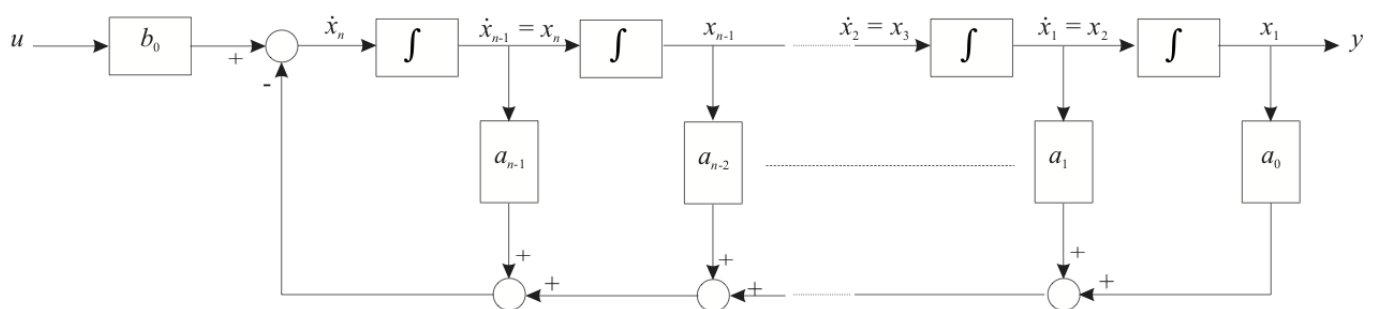 u b₀ + - ẋₙ ∫ ẋₙ₋₁ = xₙ ∫ xₙ₋₁ ẋ₂ = x₃ ∫ ẋ₁ = x₂ ∫ x₁ y
aₙ₋₁ aₙ₋₂ a₁ a₀
+ + + + + +